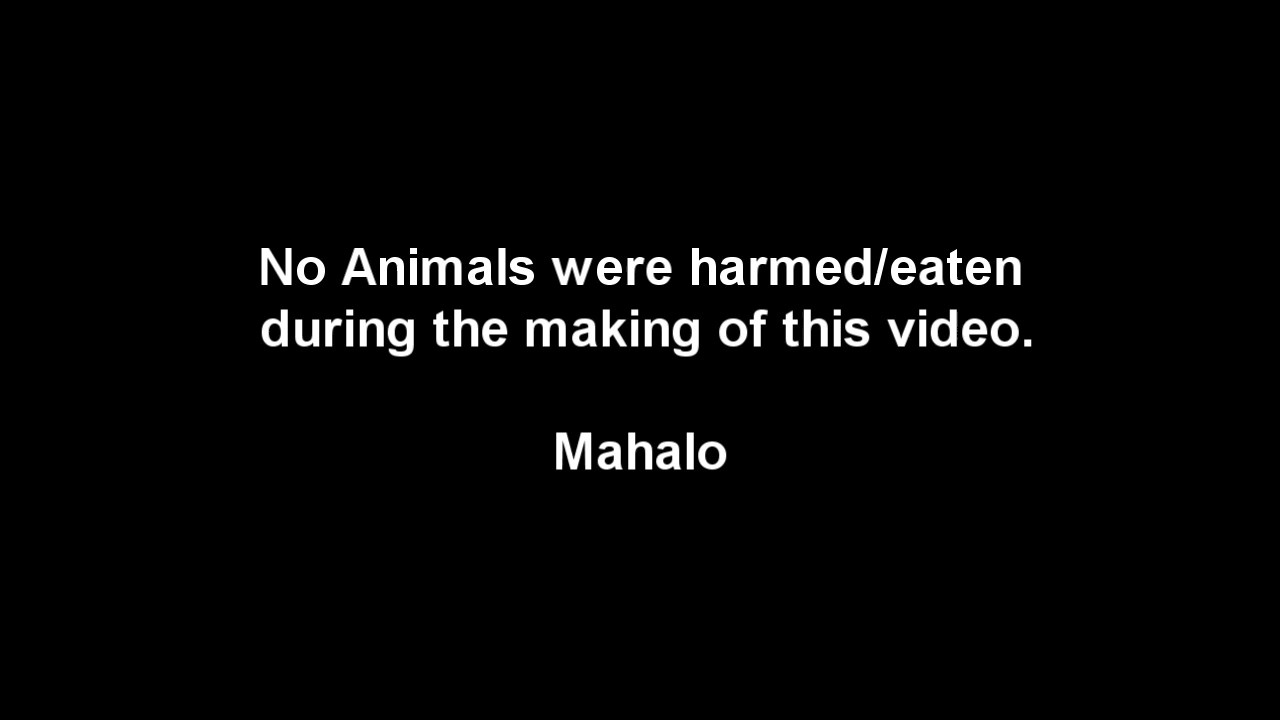 No Animals were harmed/eaten
during the making of this video.
Mahalo